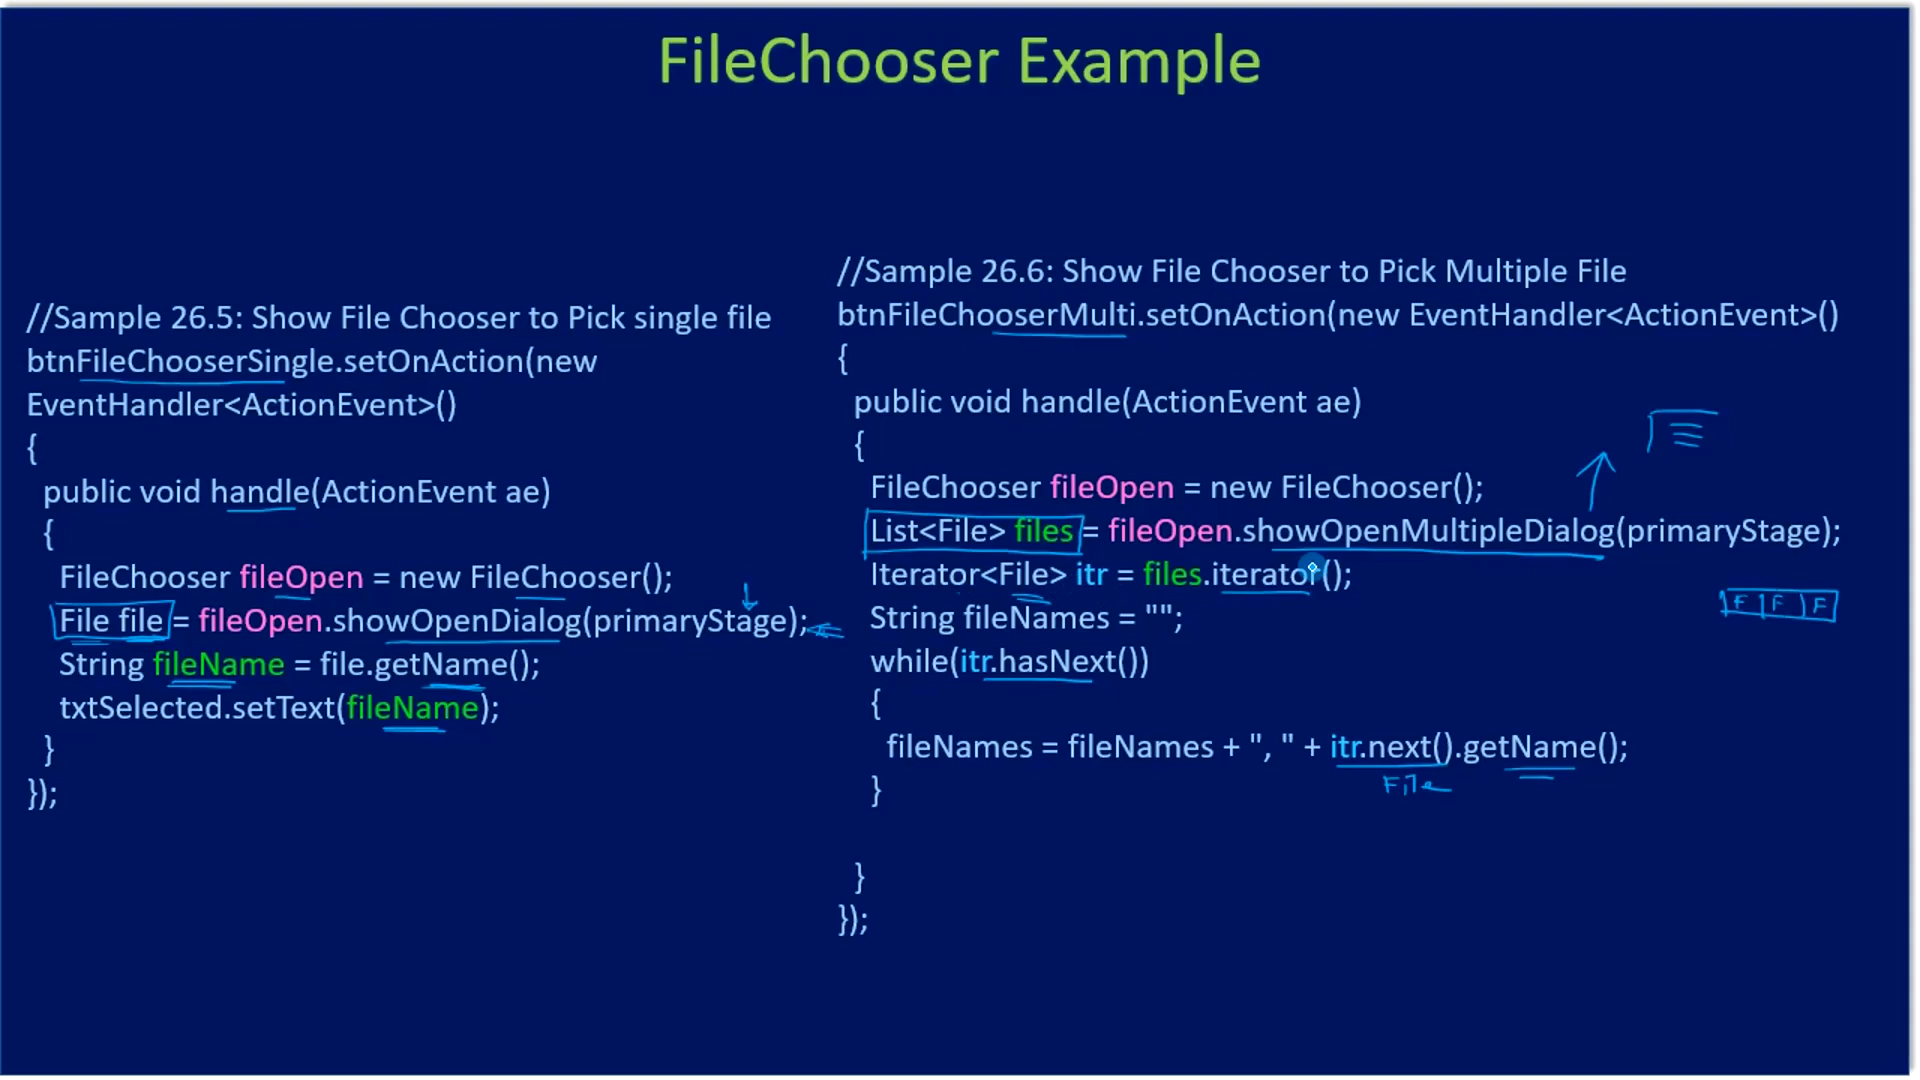 FileChooser Example
//Sample 26.5: Show File Chooser to Pick single file
btnFileChooserSingle.setOnAction(new
EventHandler<ActionEvent>()
{
public void handle(ActionEvent ae)
{
FileChooser fileOpen = new FileChooser();
File file = fileOpen.showOpenDialog(primaryStage);
String fileName = file.getName();
txtSelected.setText(fileName);
}
});
//Sample 26.6: Show File Chooser to Pick Multiple File
btnFileChooserMulti.setOnAction(new EventHandler<ActionEvent>()
{
public void handle(ActionEvent ae)
{
FileChooser fileOpen = new FileChooser();
List<File> files = fileOpen.showOpenMultipleDialog(primaryStage);
Iterator<File> itr = files.iterator();
F F F
String fileNames = "";
while(itr.hasNext())
{
fileNames = fileNames + ", " + itr.next().getName();
File
}
}
});